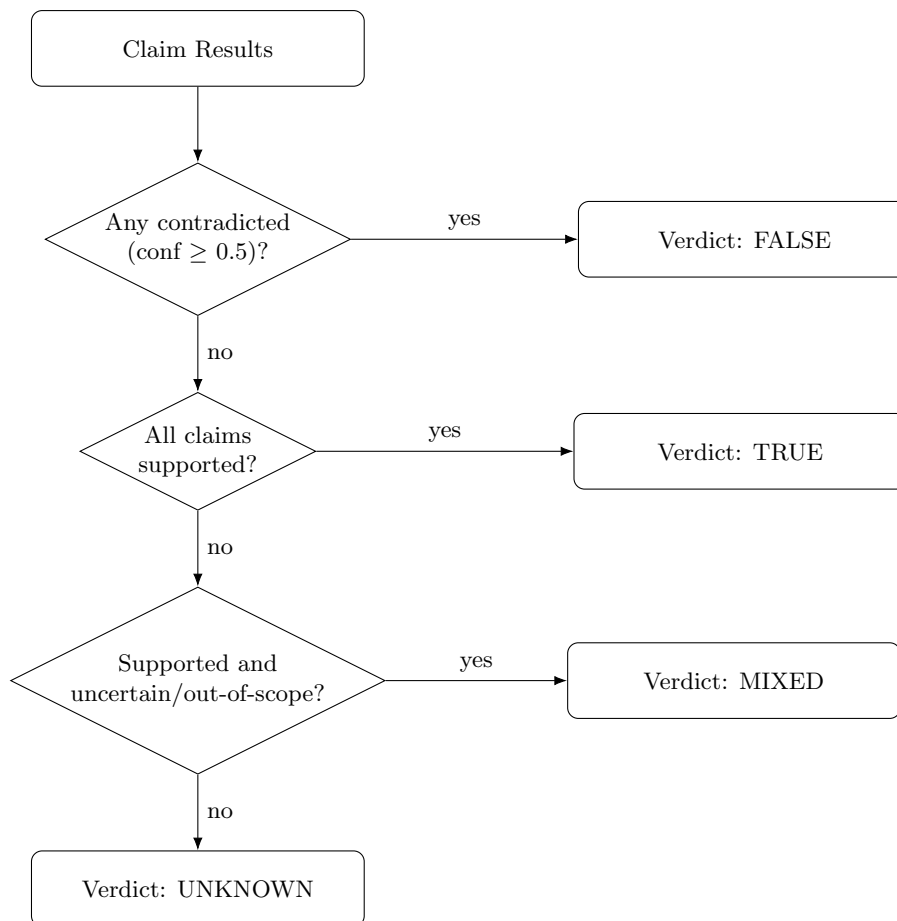 Claim Results
Any contradicted
(conf ≥ 0.5)?
yes
Verdict: FALSE
no
All claims
supported?
yes
Verdict: TRUE
no
Supported and
uncertain/out-of-scope?
yes
Verdict: MIXED
no
Verdict: UNKNOWN